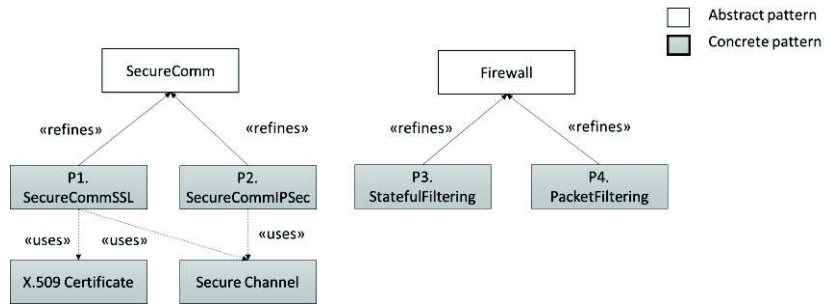 Abstract pattern
Concrete pattern
SecureComm
Firewall
«refines»
«refines»
«refines»
«refines»
P1.
SecureCommSSL
P2.
SecureCommIPSec
P3.
StatefulFiltering
P4.
PacketFiltering
«uses»
«uses»
«uses»
X.509 Certificate
Secure Channel